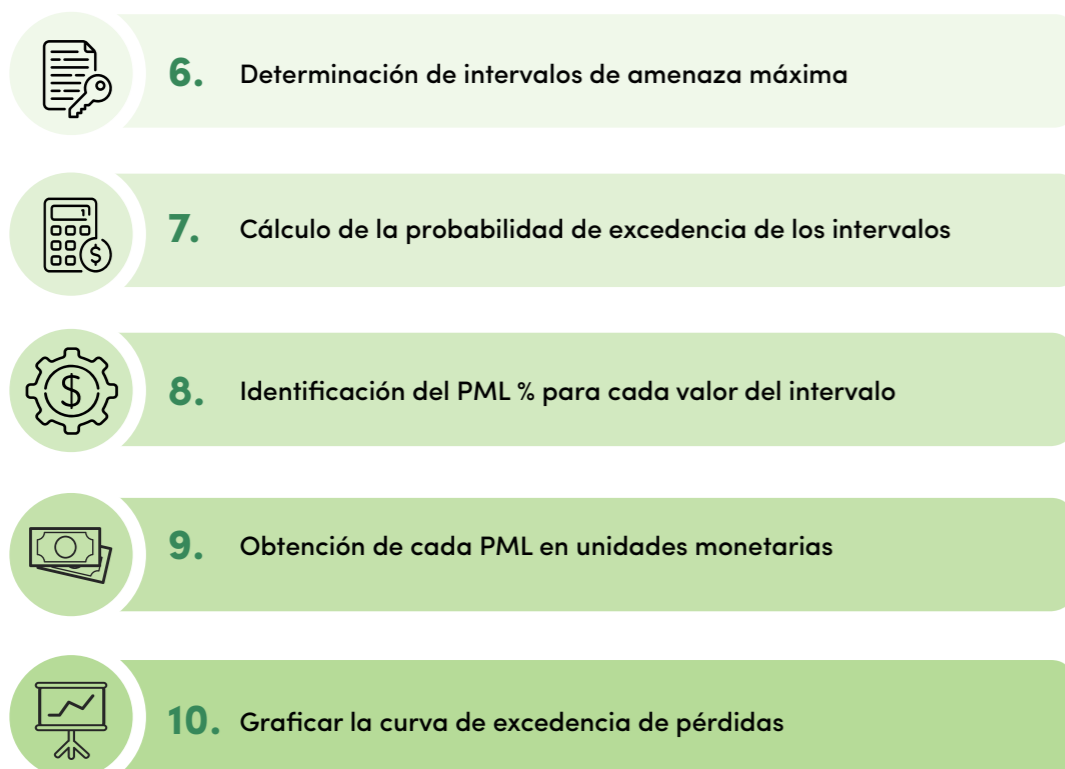 6. Determinación de intervalos de amenaza máxima
7. Cálculo de la probabilidad de excedencia de los intervalos
8. Identificación del PML % para cada valor del intervalo
9. Obtención de cada PML en unidades monetarias
10. Graficar la curva de excedencia de pérdidas